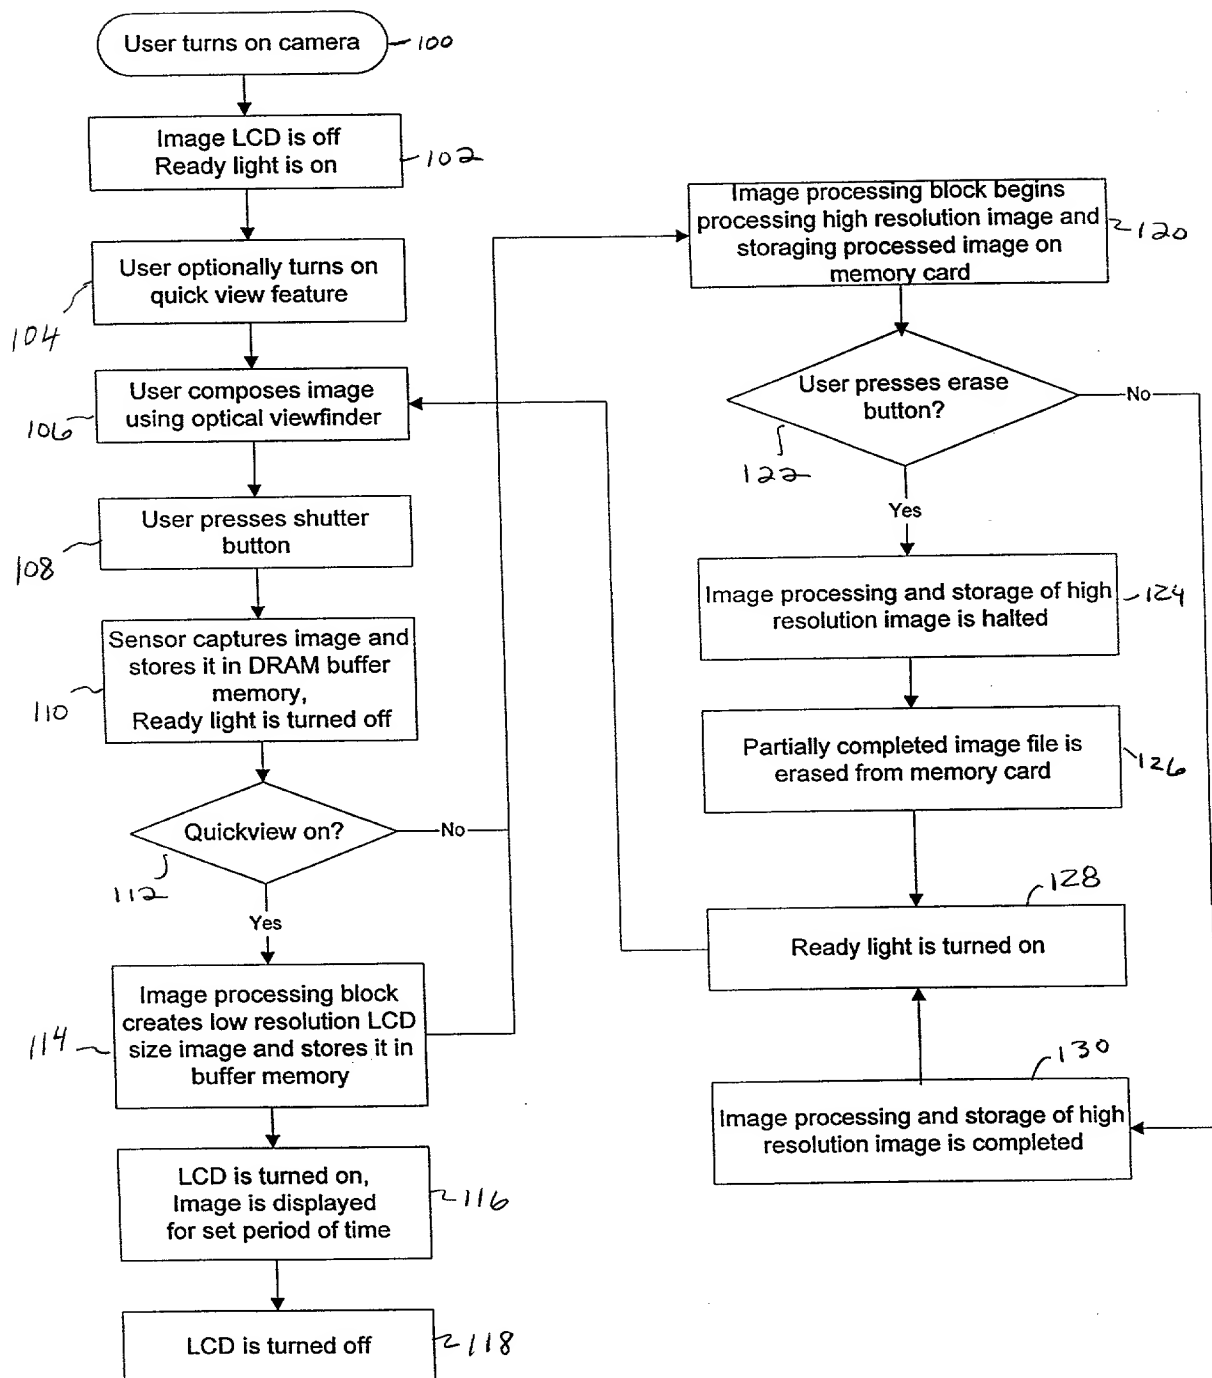 User turns on camera
100
Image LCD is off
Ready light is on
102
User optionally turns on
quick view feature
104
User composes image
using optical viewfinder
106
User presses shutter
button
108
Sensor captures image and
stores it in DRAM buffer
memory,
Ready light is turned off
110
Quickview on?
No
112
Yes
Image processing block
creates low resolution LCD
size image and stores it in
buffer memory
114
LCD is turned on,
Image is displayed
for set period of time
116
LCD is turned off
118
Image processing block begins
processing high resolution image and
storaging processed image on
memory card
120
User presses erase
button?
No
122
Yes
Image processing and storage of high
resolution image is halted
124
Partially completed image file is
erased from memory card
126
128
Ready light is turned on
130
Image processing and storage of high
resolution image is completed